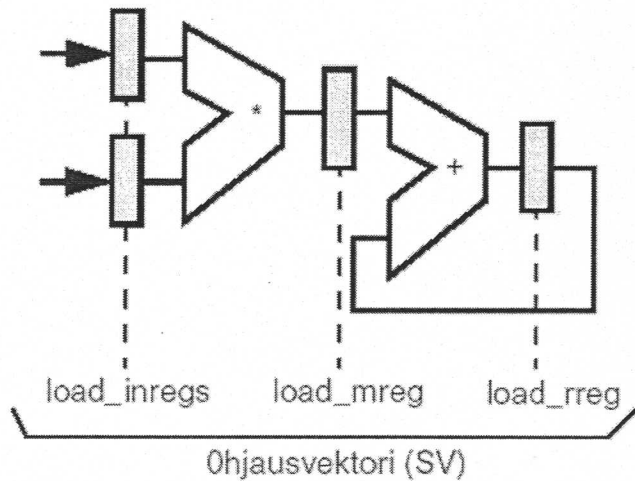 *
+
load_inregs
load_mreg
load_rreg
0hjausvektori (SV)